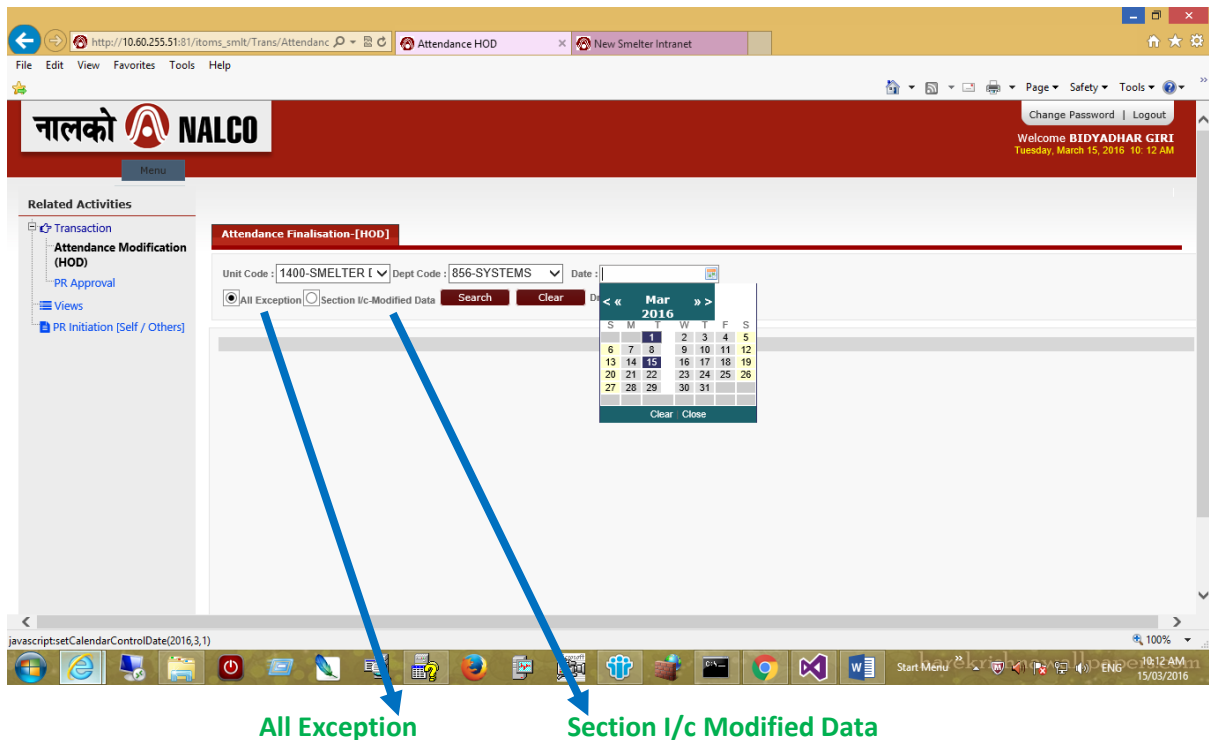 http://10.60.255.51:81/itoms_smlt/Trans/Attendanc
Attendance HOD
New Smelter Intranet
File Edit View Favorites Tools Help
Page Safety Tools
नालको NALCO
Change Password | Logout
Welcome BIDYADHAR GIRI
Tuesday, March 15, 2016 10: 12 AM
Menu
Related Activities
Transaction
Attendance Modification
(HOD)
PR Approval
Views
PR Initiation [Self / Others]
Attendance Finalisation-[HOD]
Unit Code : 1400-SMELTER Dept Code : 856-SYSTEMS Date :
All Exception Section I/c-Modified Data Search Clear
< « Mar » >
2016
S M T W T F S
1 2 3 4 5
6 7 8 9 10 11 12
13 14 15 16 17 18 19
20 21 22 23 24 25 26
27 28 29 30 31
Clear | Close
javascript:setCalendarControlDate(2016,3,1)
100%
Start Menu » ENG 10:12 AM
15/03/2016
All Exception Section I/c Modified Data